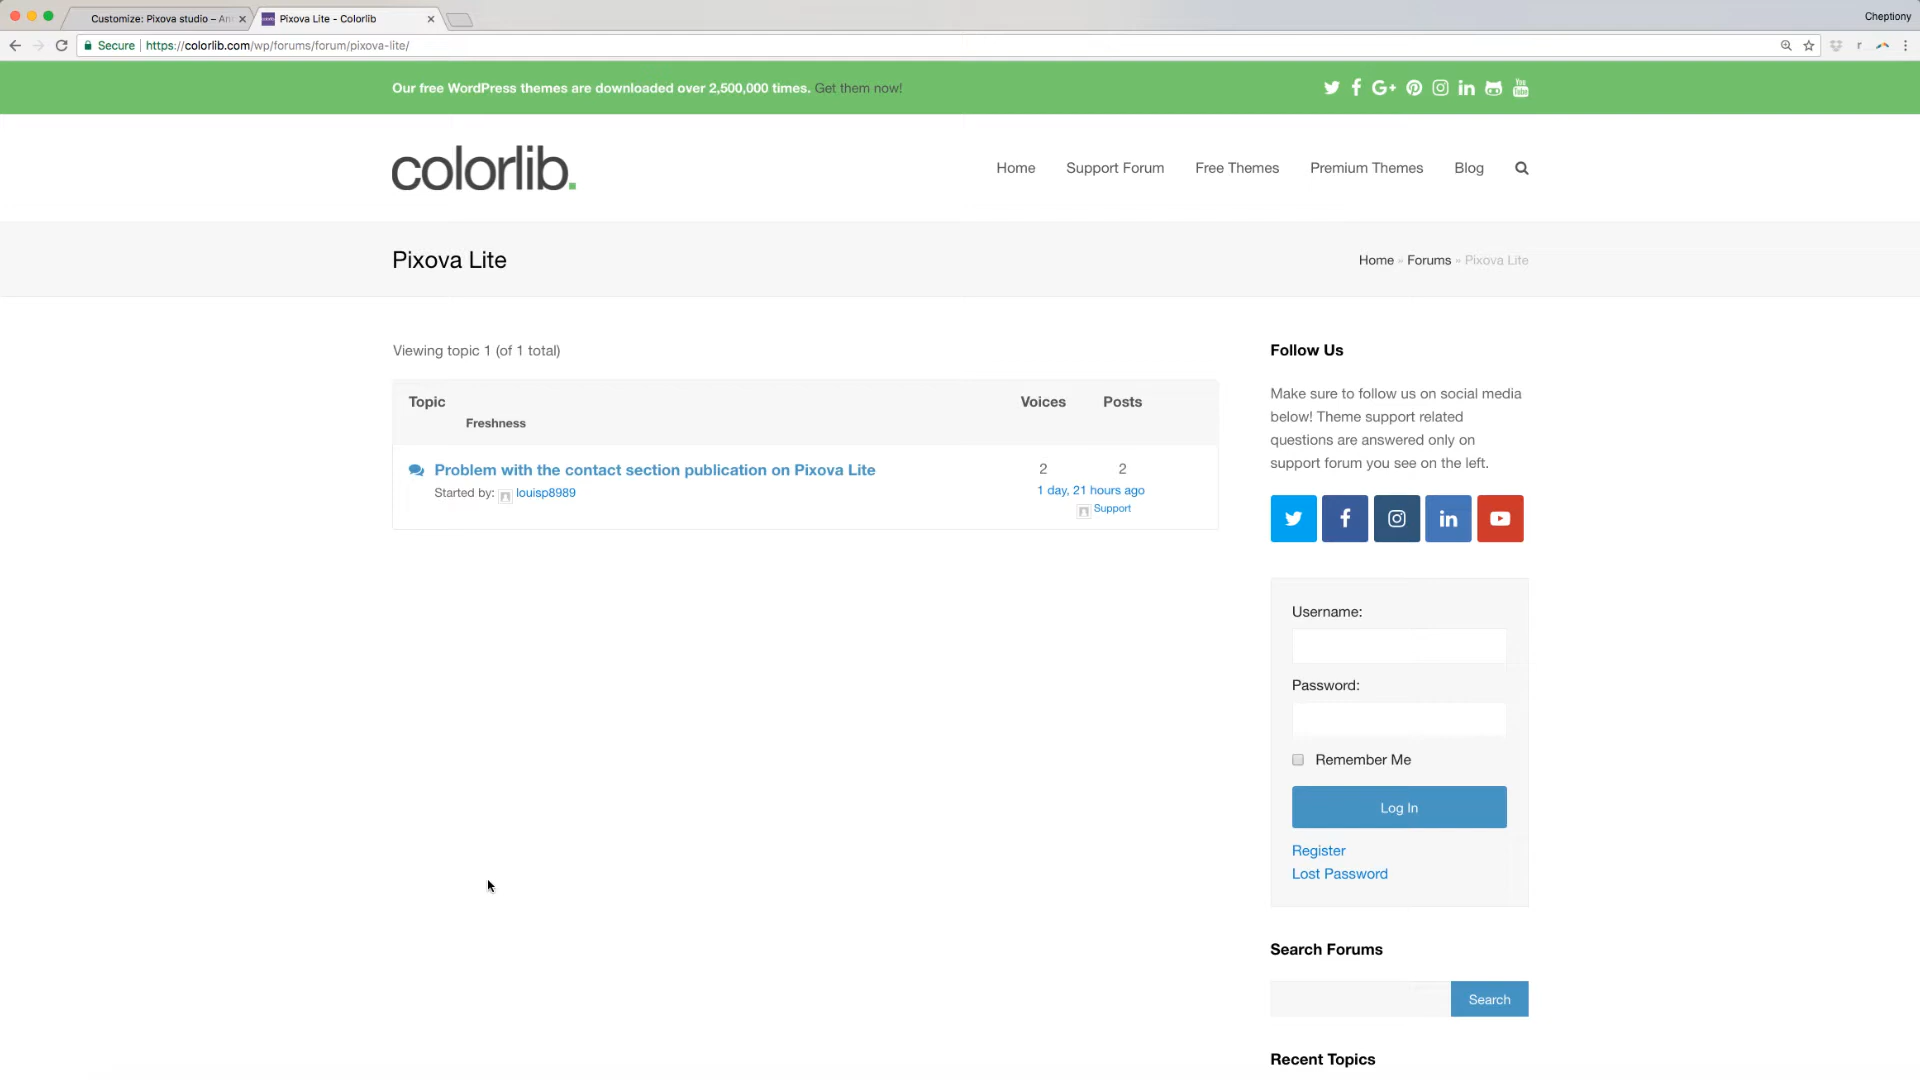 Customize: Pixova studio – An
Pixova Lite - Colorlib
Cheptiony
Secure
https://colorlib.com/wp/forums/forum/pixova-lite/
Our free WordPress themes are downloaded over 2,500,000 times. Get them now!
colorlib.
Home
Support Forum
Free Themes
Premium Themes
Blog
Pixova Lite
Home » Forums » Pixova Lite
Viewing topic 1 (of 1 total)
Topic
Voices
Posts
Freshness
Problem with the contact section publication on Pixova Lite
2
2
Started by: louisp8989
1 day, 21 hours ago
Support
Follow Us
Make sure to follow us on social media
below! Theme support related
questions are answered only on
support forum you see on the left.
Username:
Password:
Remember Me
Log In
Register
Lost Password
Search Forums
Search
Recent Topics